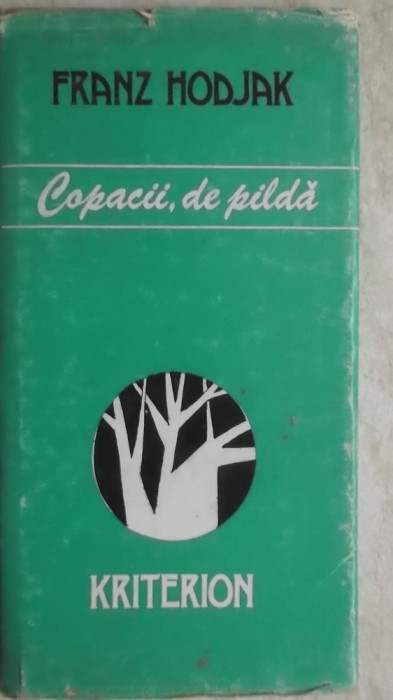 FRANZ HODJAK
Copacii, de pildă
KRITERION